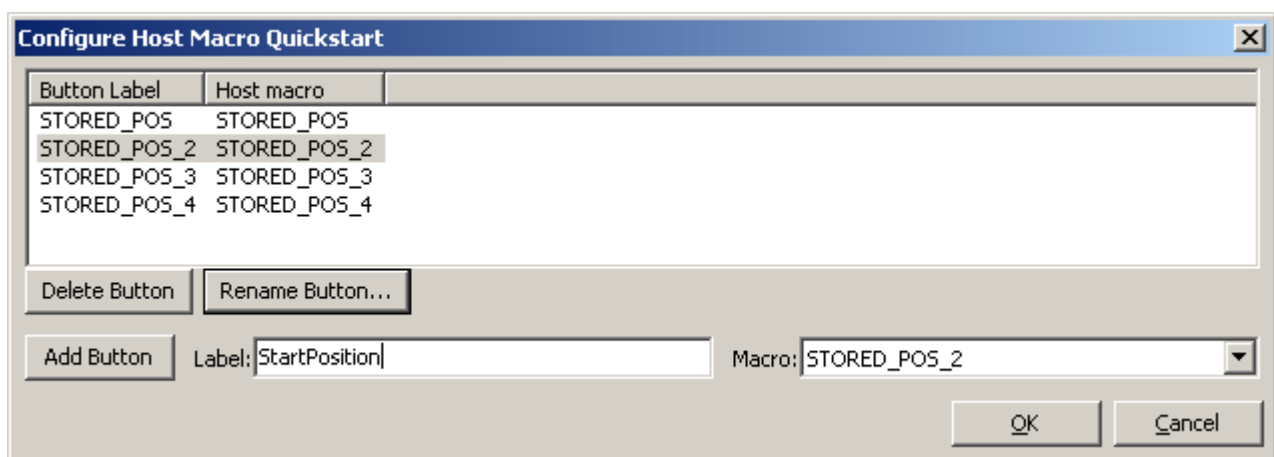 Configure Host Macro Quickstart
Button Label Host macro
STORED_POS STORED_POS
STORED_POS_2 STORED_POS_2
STORED_POS_3 STORED_POS_3
STORED_POS_4 STORED_POS_4
Delete Button Rename Button...
Add Button Label: StartPosition Macro: STORED_POS_2
OK Cancel